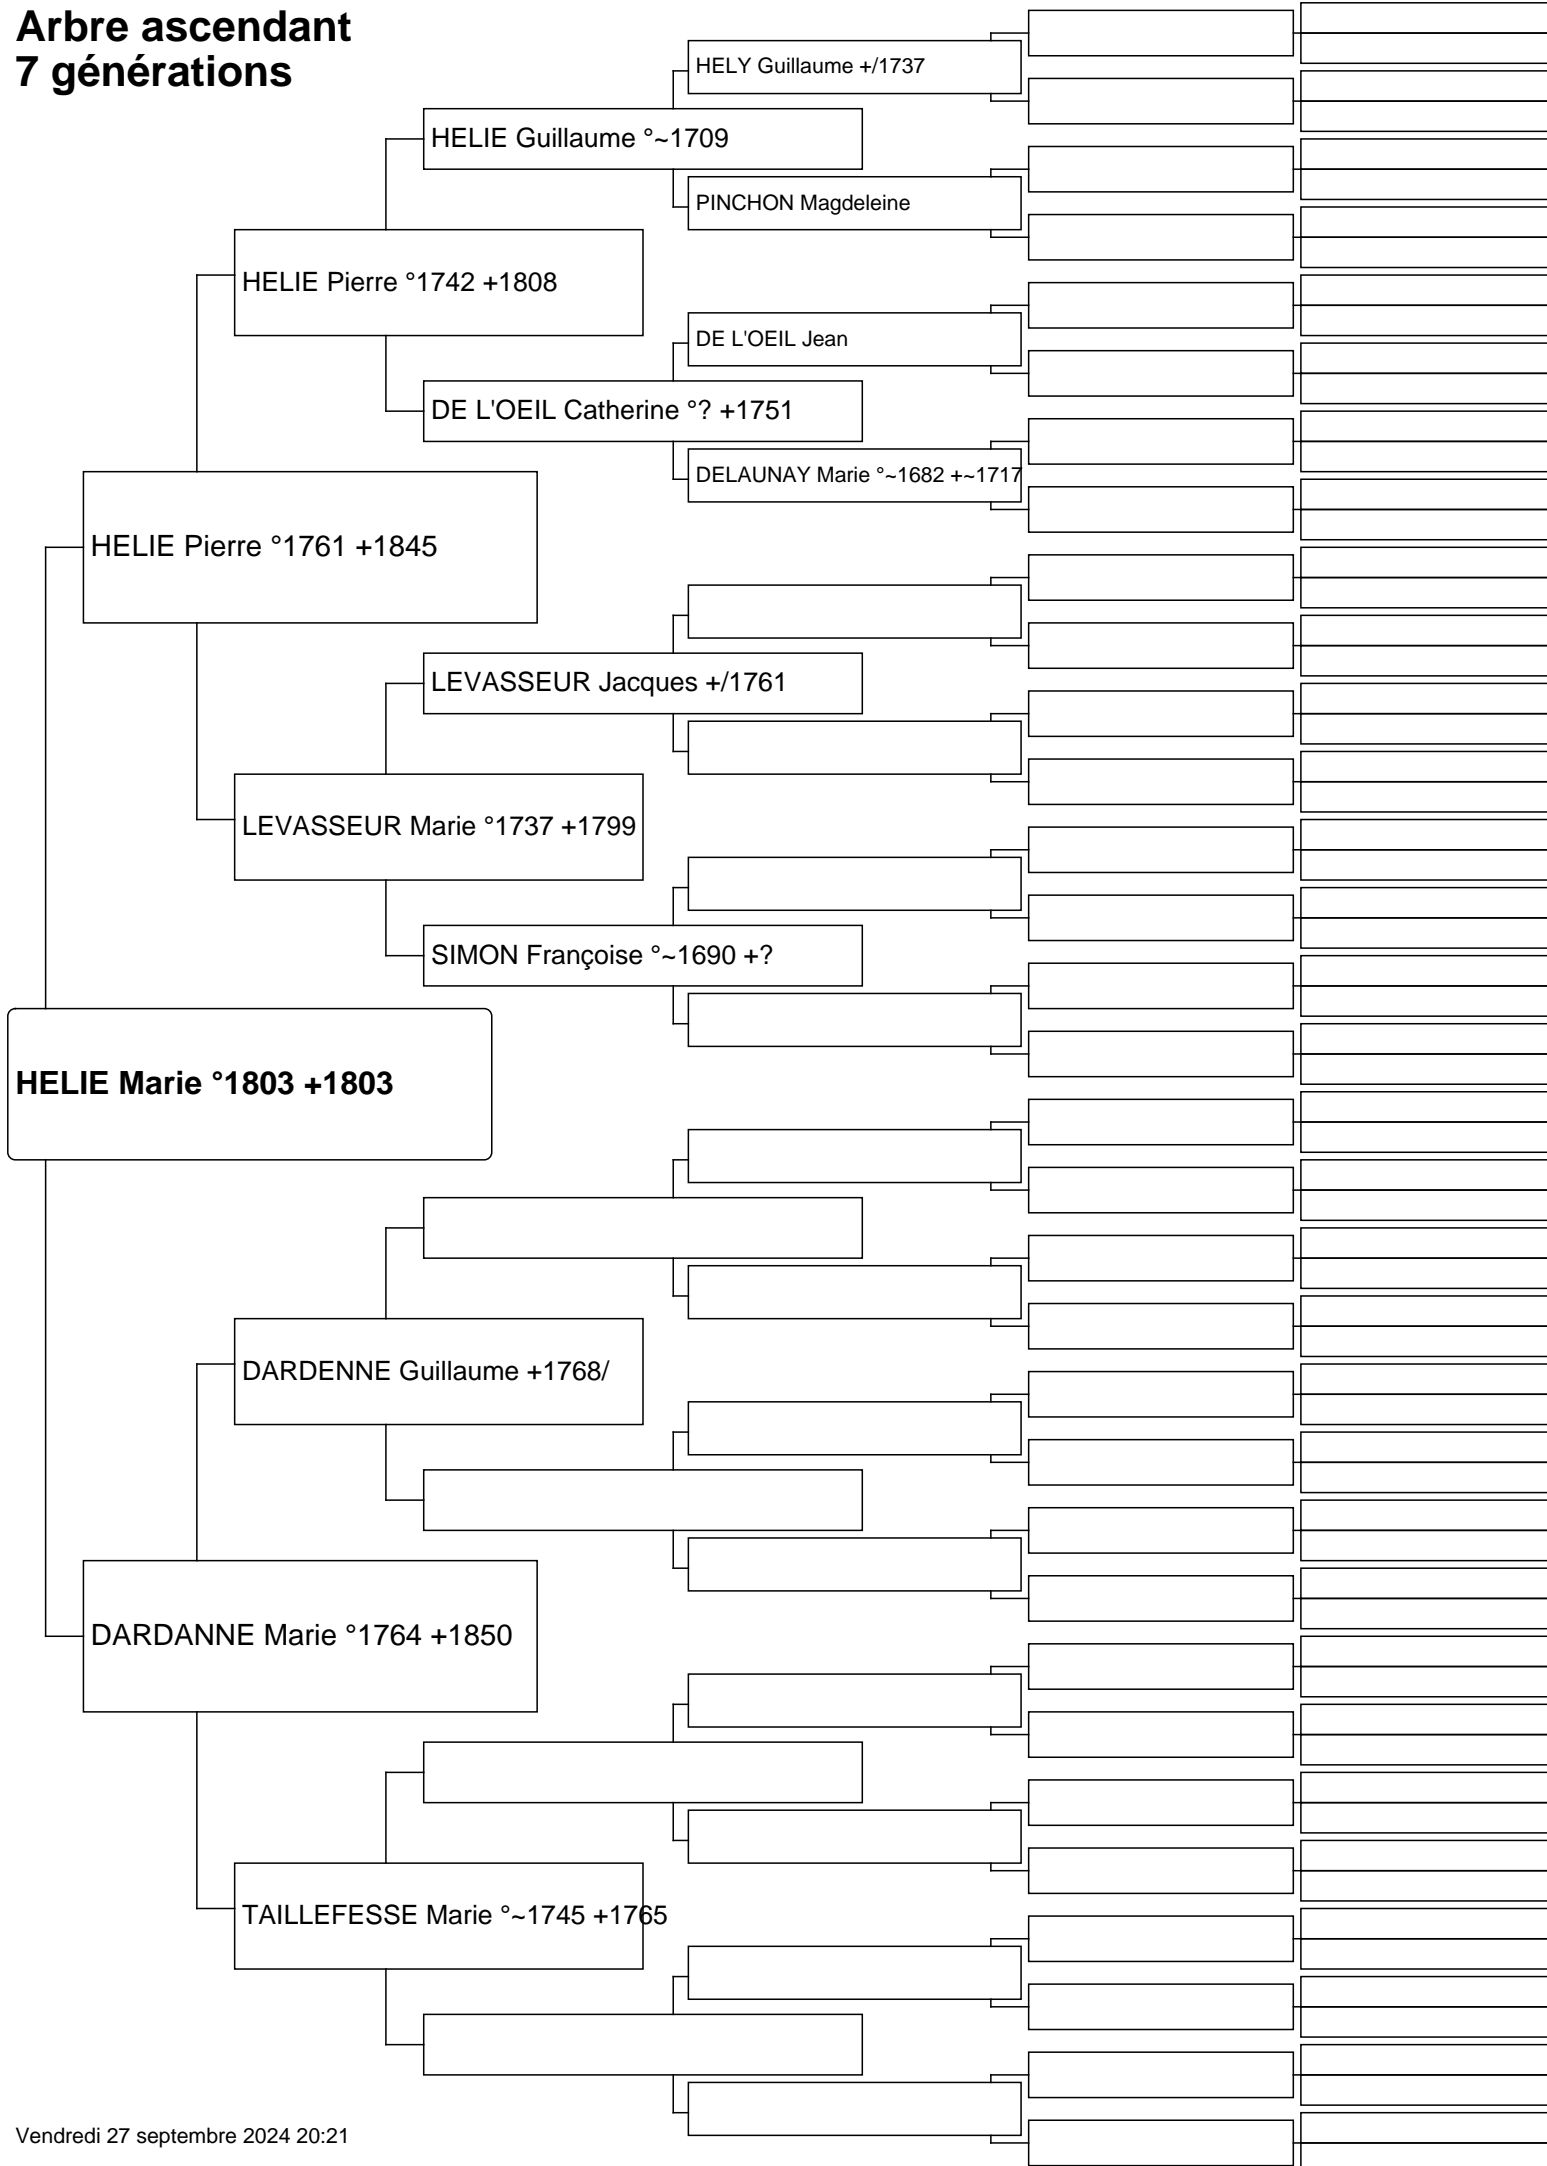 Arbre ascendant
7 générations
HELY Guillaume +/1737
HELIE Guillaume °~1709
PINCHON Magdeleine
HELIE Pierre °1742 +1808
DE L'OEIL Jean
DE L'OEIL Catherine °? +1751
DELAUNAY Marie °~1682 +~1717
HELIE Pierre °1761 +1845
LEVASSEUR Jacques +/1761
LEVASSEUR Marie °1737 +1799
SIMON Françoise °~1690 +?
HELIE Marie °1803 +1803
DARDENNE Guillaume +1768/
DARDANNE Marie °1764 +1850
TAILLEFESSE Marie °~1745 +1765
Vendredi 27 septembre 2024 20:21